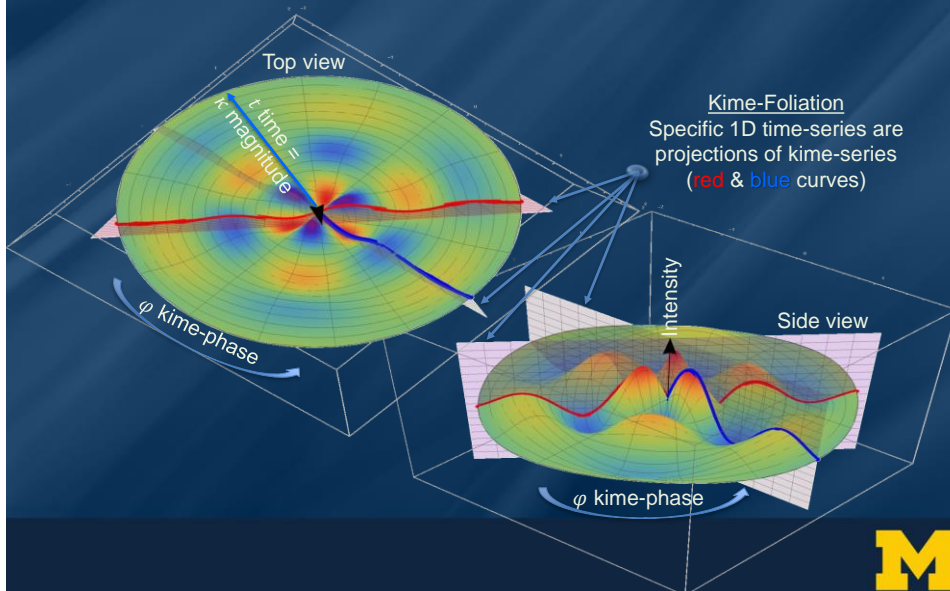 Top view
t time =
κ magnitude
φ kime-phase
Kime-Foliation
Specific 1D time-series are
projections of kime-series
(red & blue curves)
Intensity
Side view
φ kime-phase
M